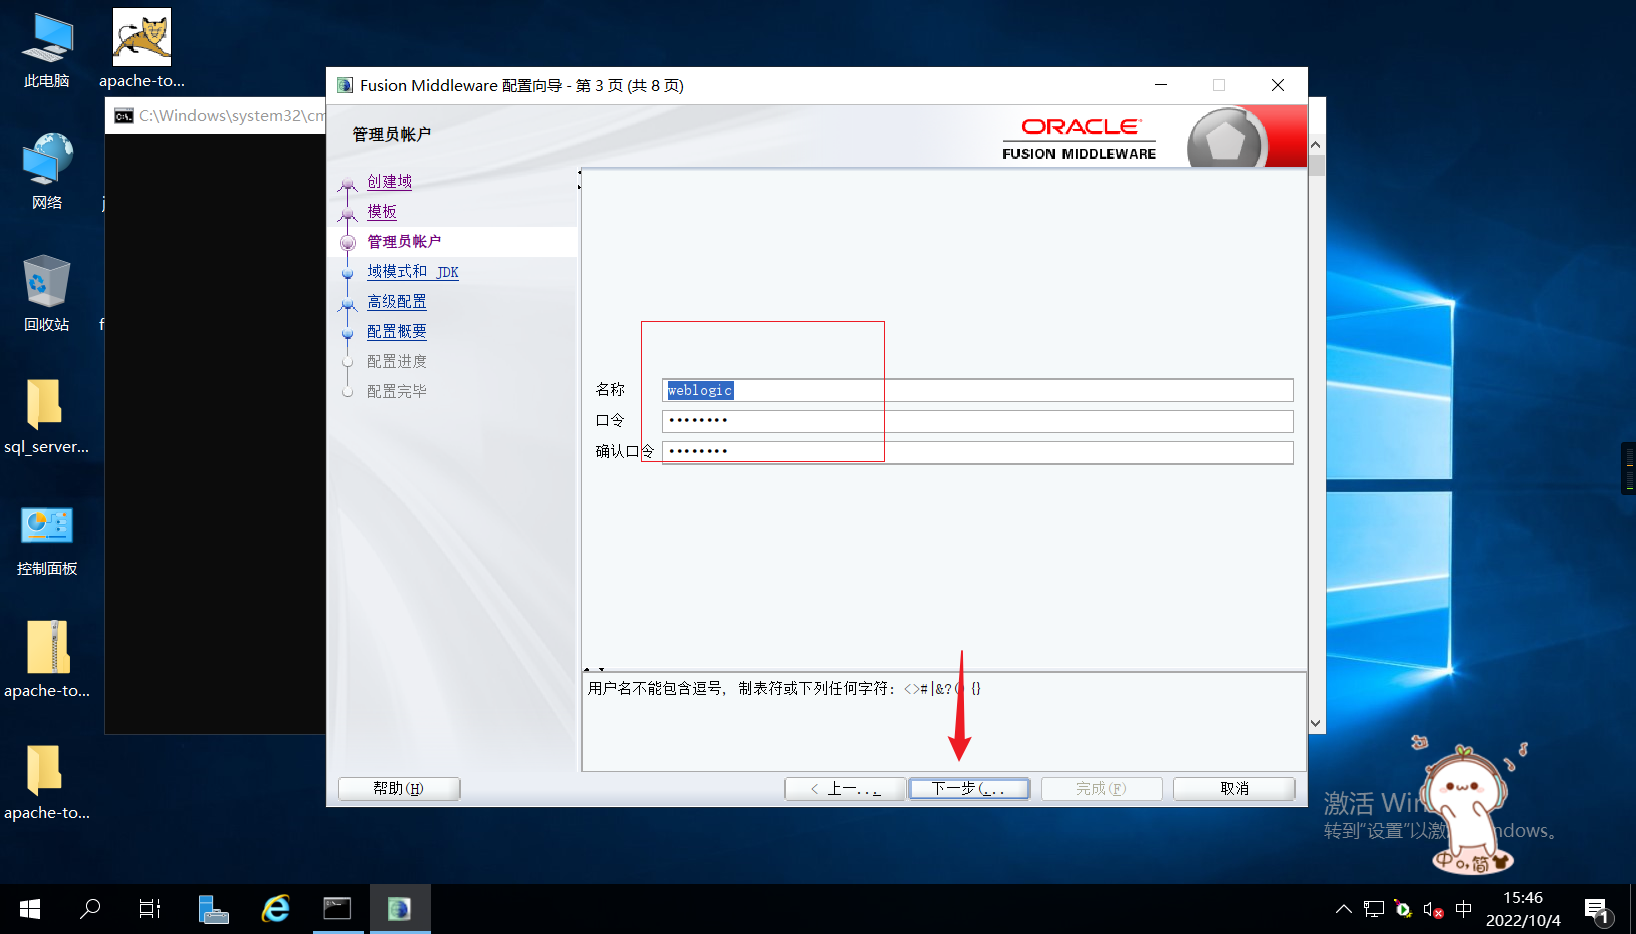 此电脑
apache-to...
网络
回收站
sql_server...
控制面板
apache-to...
apache-to...
C:\Windows\system32\cm
Fusion Middleware 配置向导 - 第 3 页 (共 8 页)
管理员帐户
ORACLE
FUSION MIDDLEWARE
创建域
模板
管理员帐户
域模式和 JDK
高级配置
配置概要
配置进度
配置完毕
名称
weblogic
口令
••••••••
确认口令
••••••••
用户名不能包含逗号, 制表符或下列任何字符: <>#|&?() {}
帮助(H)
< 上一...
下一步(...
完成(F)
取消
激活 Win
转到"设置"以激 ndows。
中 简
中
15:46
2022/10/4
1